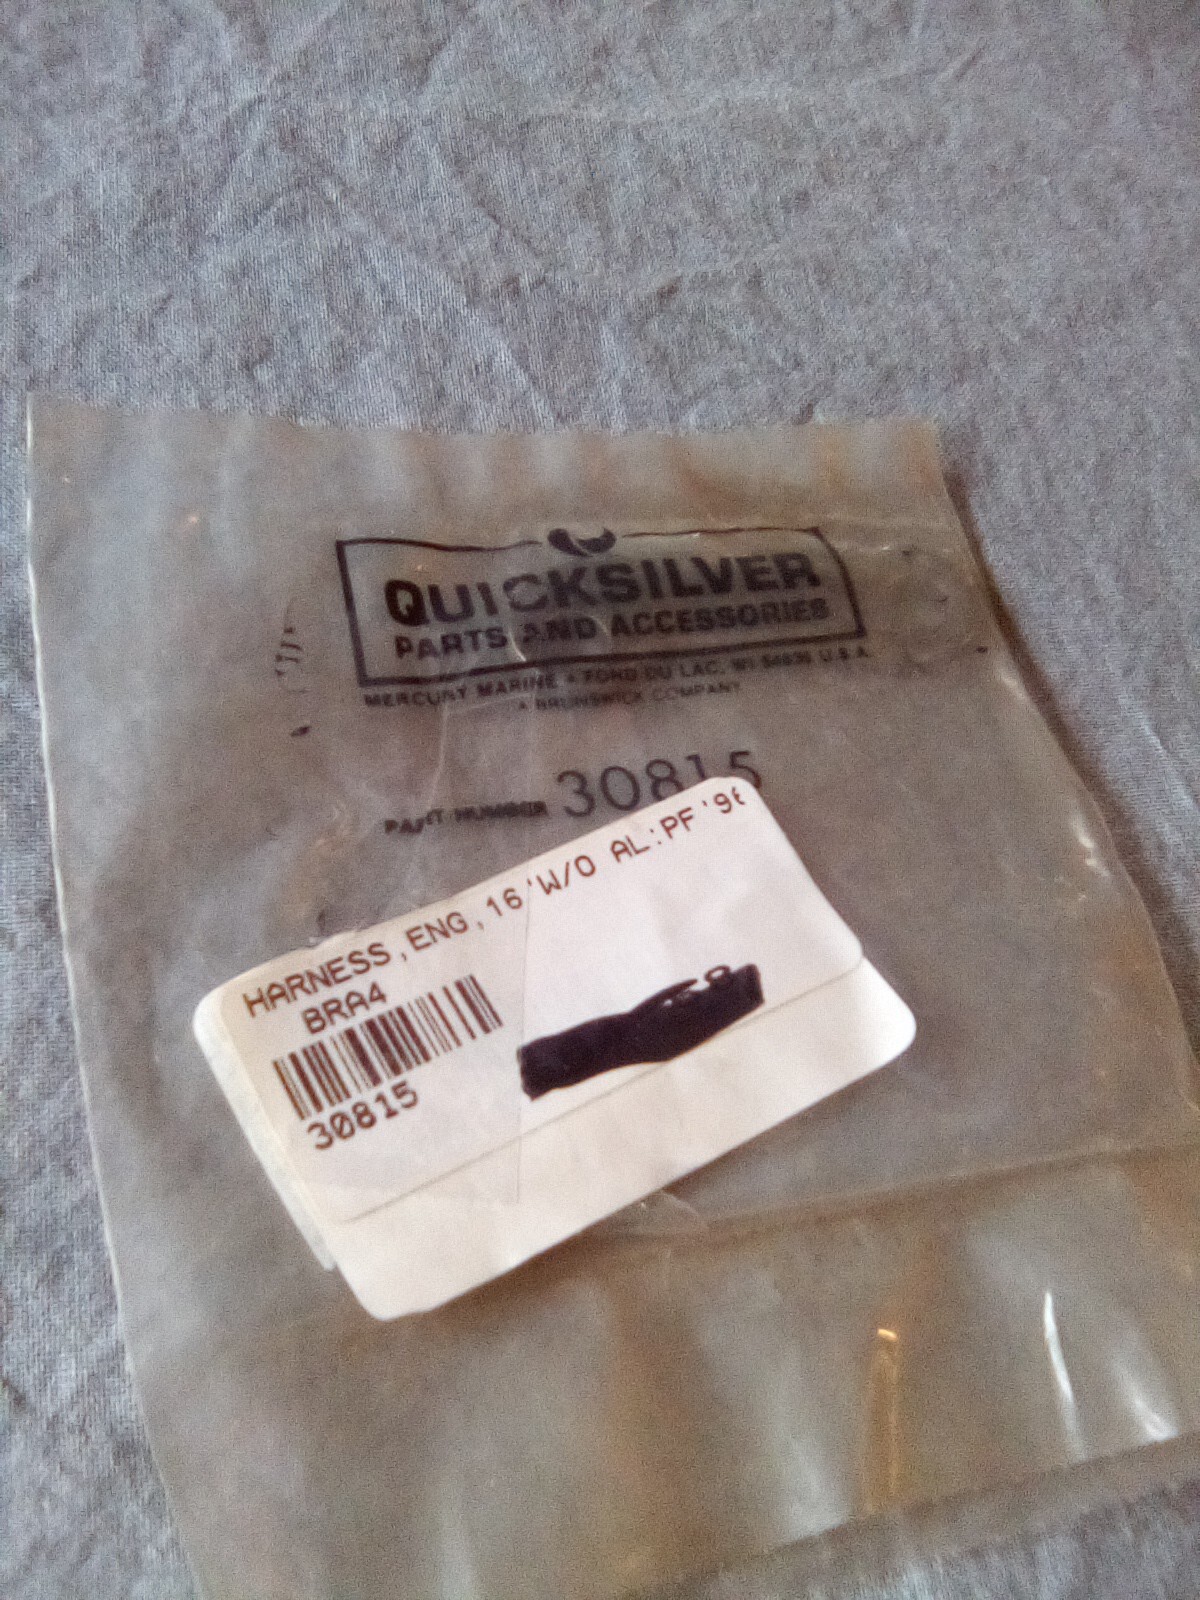 QUICKSILVER
PARTS AND ACCESSORIES
MERCURY MARINE • FOND DU LAC, WI 54935 U.S.A.
A BRUNSWICK COMPANY
PART NUMBER 30815
HARNESS,ENG,16'W/O AL:PF
BRA4
30815